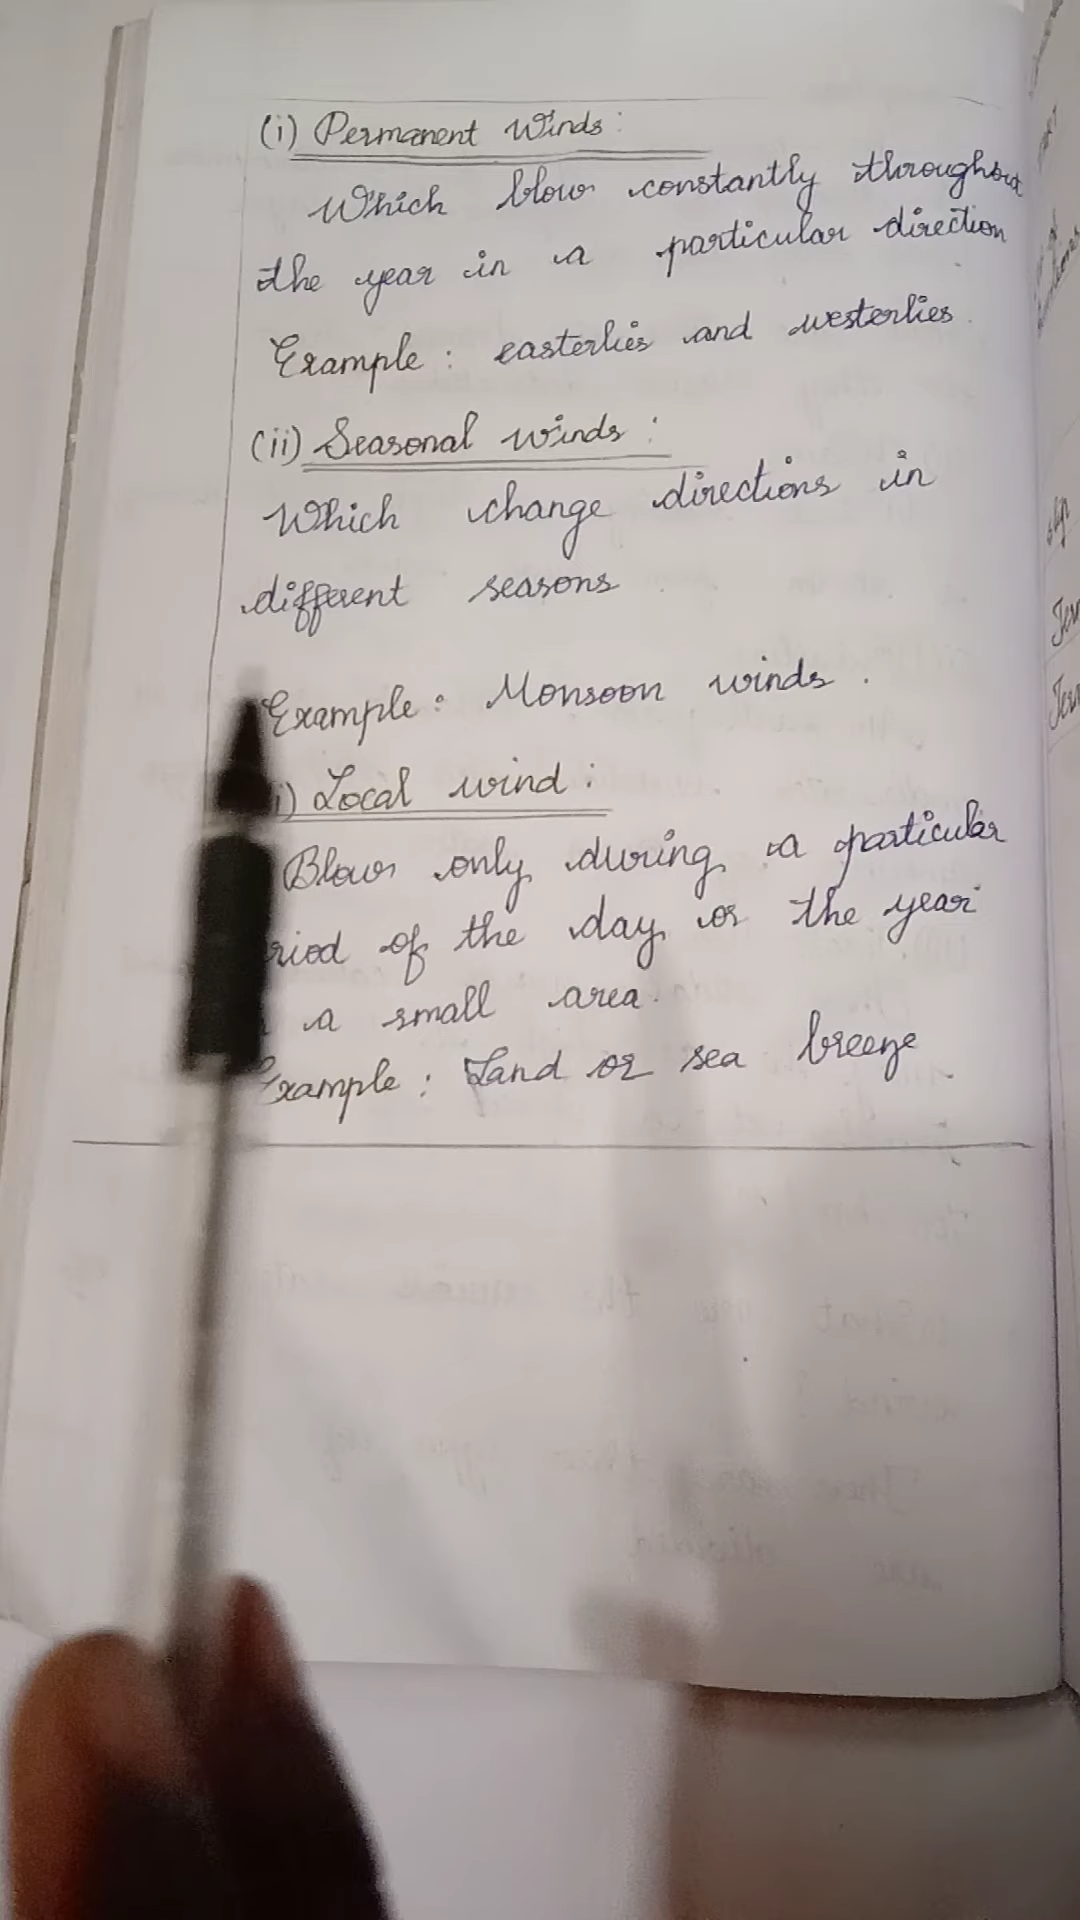 (i) Permanent Winds:
Which blow constantly throughout
the year in a particular direction
Example: easterlies and westerlies.
(ii) Seasonal winds:
Which change directions in
different seasons
Example: Monsoon winds.
i) Local wind:
Blows only during a particular
riod of the day or the year
a small area.
Example: Land or sea breeze.